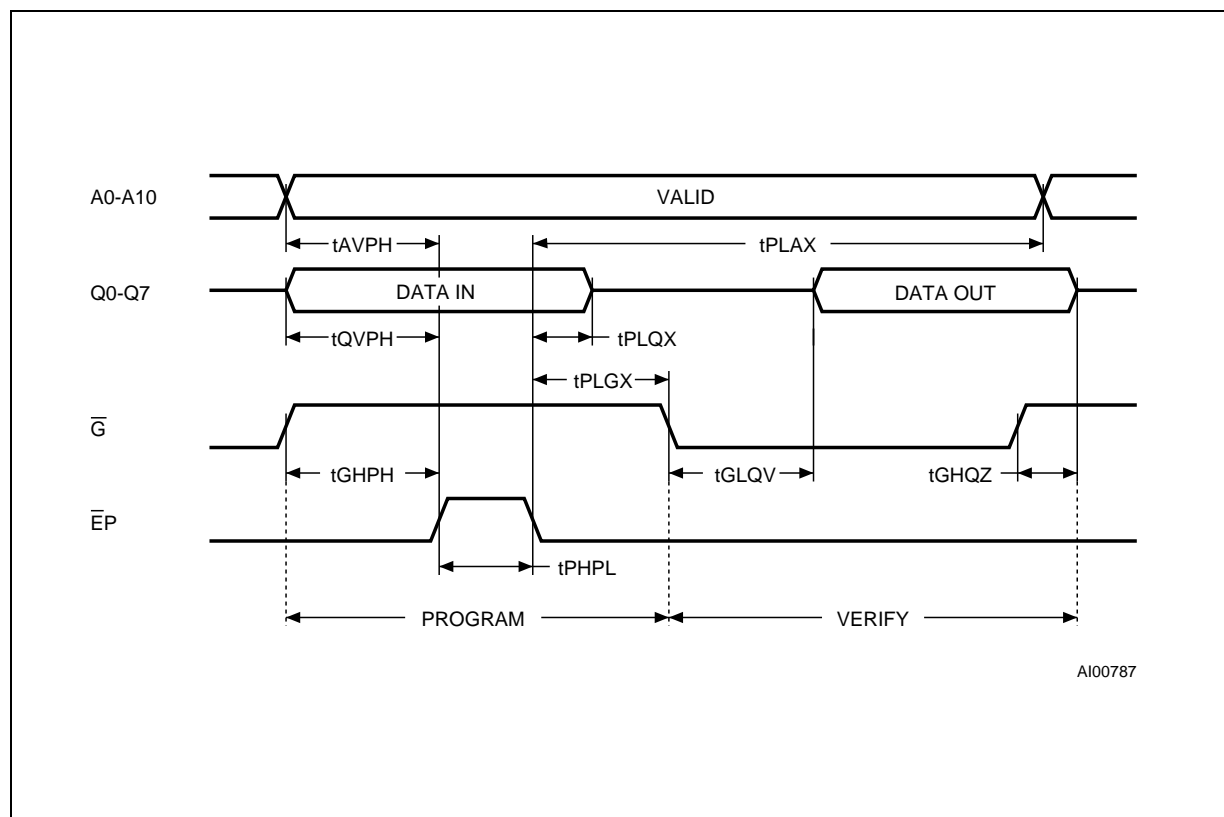 A0-A10
VALID
tAVPH
tPLAX
Q0-Q7
DATA IN
DATA OUT
tQVPH
tPLQX
tPLGX
G̅
tGHPH
tGLQV
tGHQZ
E̅P
tPHPL
PROGRAM
VERIFY
AI00787